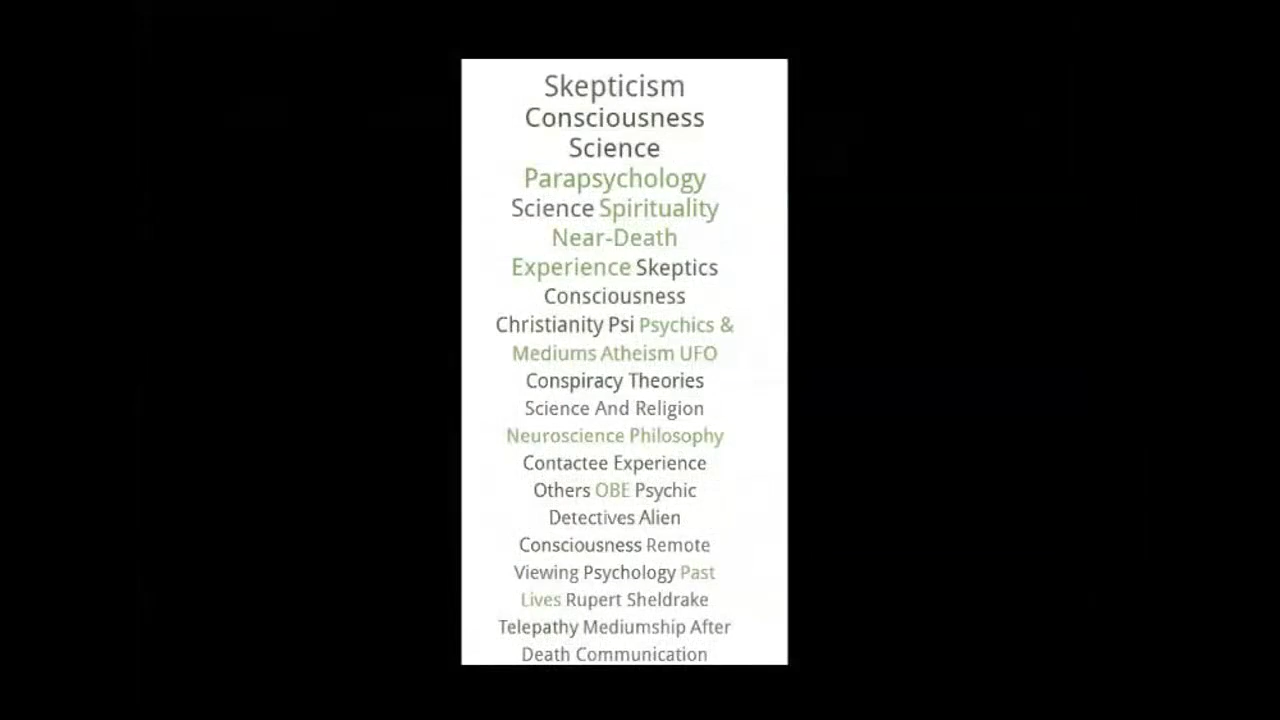 Skepticism
Consciousness
Science
Parapsychology
Science Spirituality
Near-Death
Experience Skeptics
Consciousness
Christianity Psi Psychics &
Mediums Atheism UFO
Conspiracy Theories
Science And Religion
Neuroscience Philosophy
Contactee Experience
Others OBE Psychic
Detectives Alien
Consciousness Remote
Viewing Psychology Past
Lives Rupert Sheldrake
Telepathy Mediumship After
Death Communication